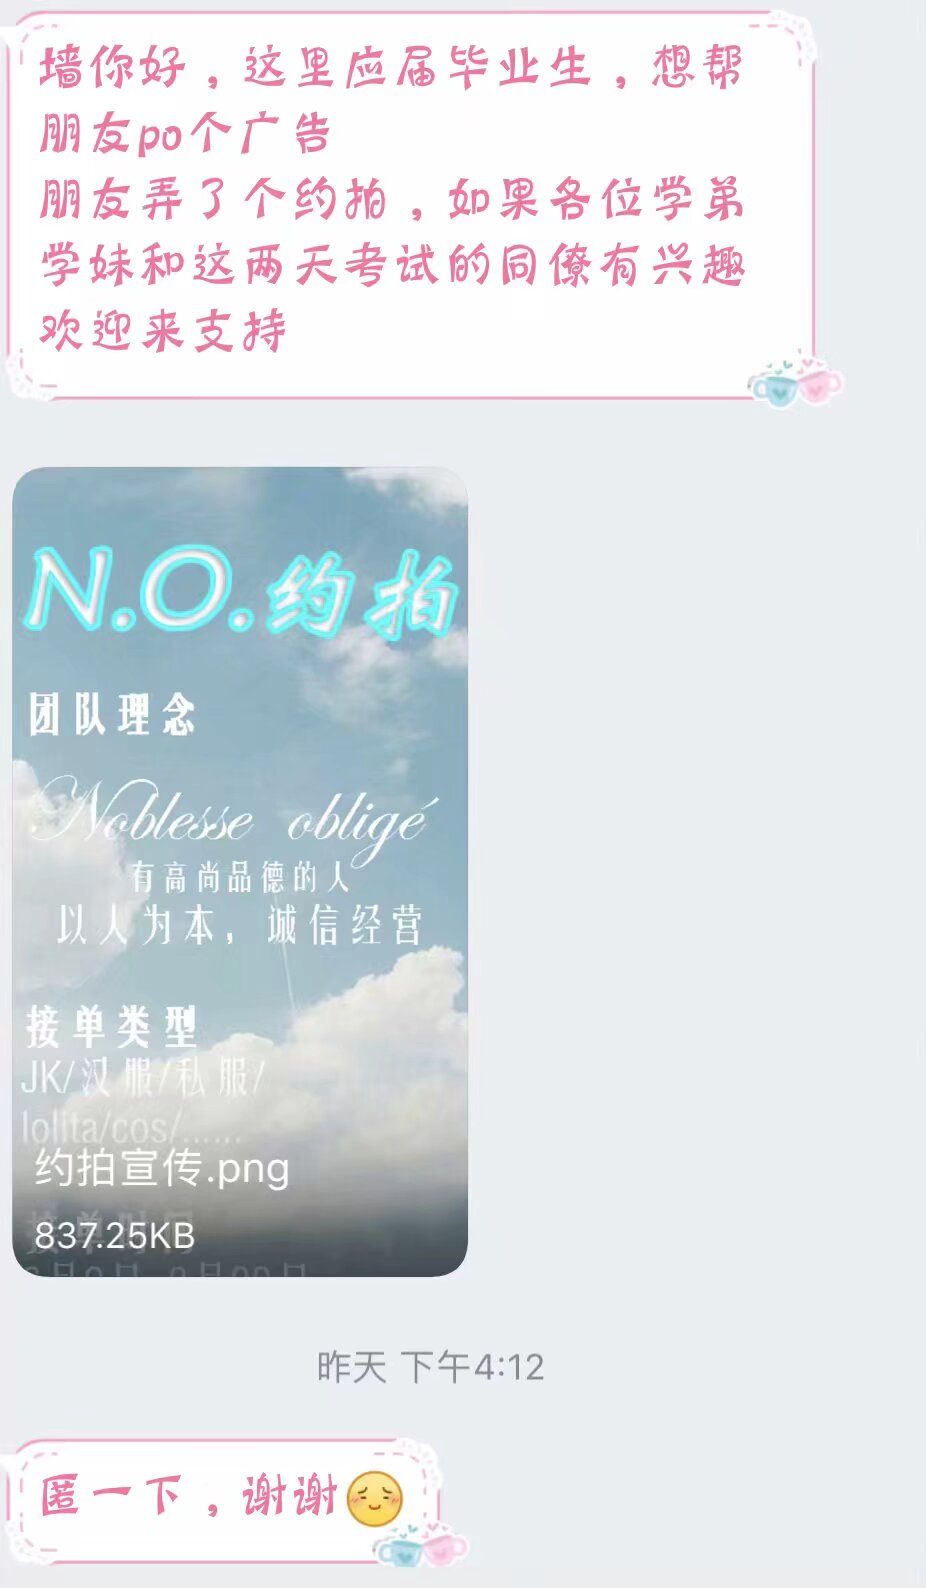 墙你好，这里应届毕业生，想帮
朋友po个广告
朋友弄了个约拍，如果各位学弟
学妹和这两天考试的同僚有兴趣
欢迎来支持
N.O.约拍
团队理念
Noblesse obligé
有高尚品德的人
以人为本，诚信经营
接单类型
JK/汉服/私服/
lolita/cos/......
约拍宣传.png
837.25KB
昨天 下午4:12
匿一下，谢谢